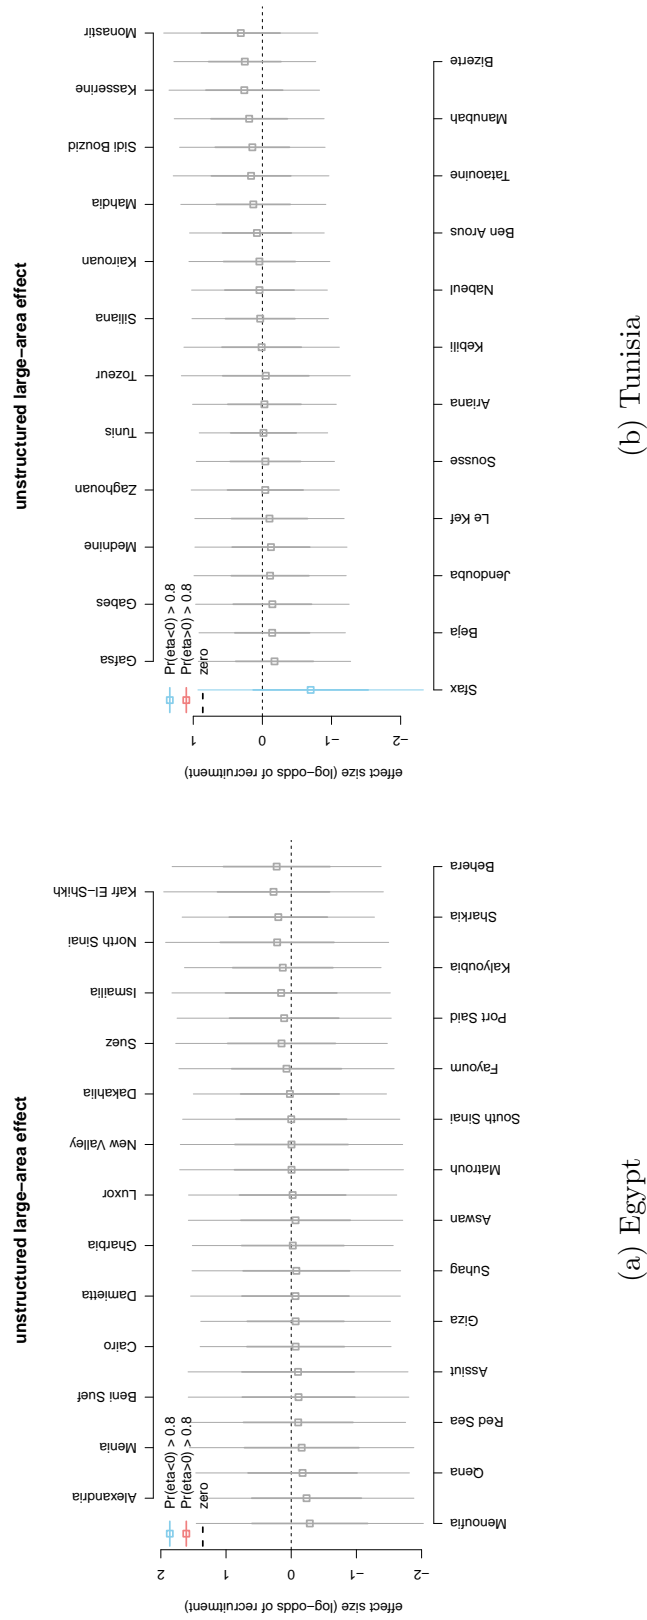 unstructured large−area effect
effect size (log−odds of recruitment)
2
1
0
−1
−2
Pr(eta<0) > 0.8
Pr(eta>0) > 0.8
zero
Alexandria
Menia
Beni Suef
Cairo
Damietta
Gharbia
Luxor
New Valley
Dakahlia
Suez
Ismailia
North Sinai
Kafr El−Shikh
Menoufia
Qena
Red Sea
Assiut
Giza
Suhag
Aswan
Matrouh
South Sinai
Fayoum
Port Said
Kalyoubia
Sharkia
Behera
(a) Egypt
unstructured large−area effect
effect size (log−odds of recruitment)
1
0
−1
−2
Pr(eta<0) > 0.8
Pr(eta>0) > 0.8
zero
Gafsa
Gabes
Mednine
Zaghouan
Tunis
Tozeur
Siliana
Kairouan
Mahdia
Sidi Bouzid
Kasserine
Monastir
Sfax
Beja
Jendouba
Le Kef
Sousse
Ariana
Kebili
Nabeul
Ben Arous
Tataouine
Manubah
Bizerte
(b) Tunisia